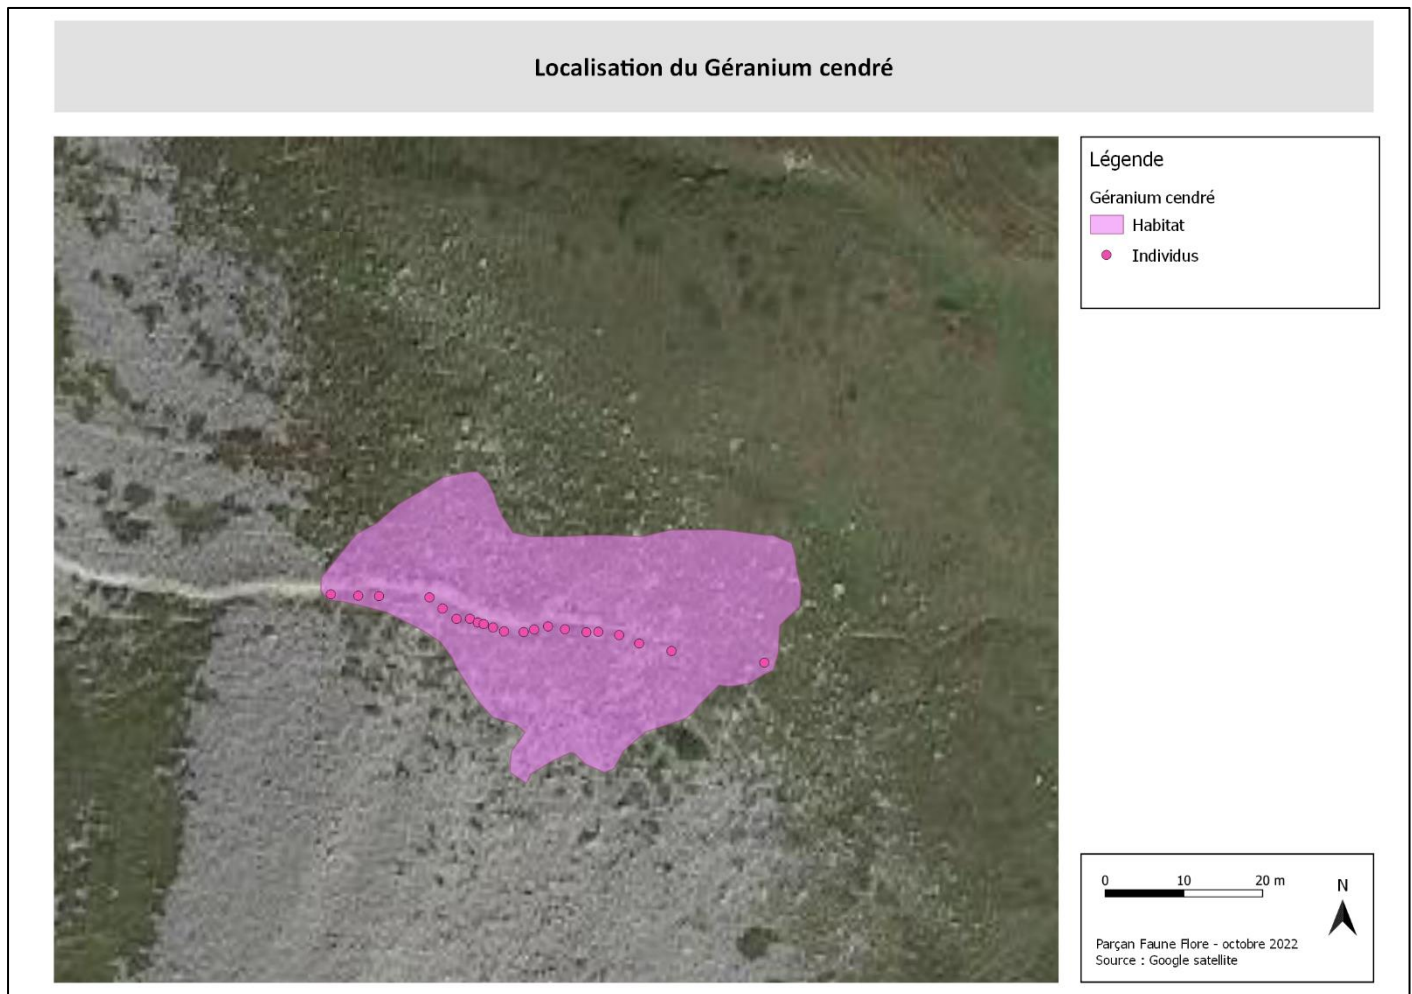 Localisation du Géranium cendré
Légende
Géranium cendré
Habitat
Individus
0 10 20 m
N
Parçan Faune Flore - octobre 2022
Source : Google satellite